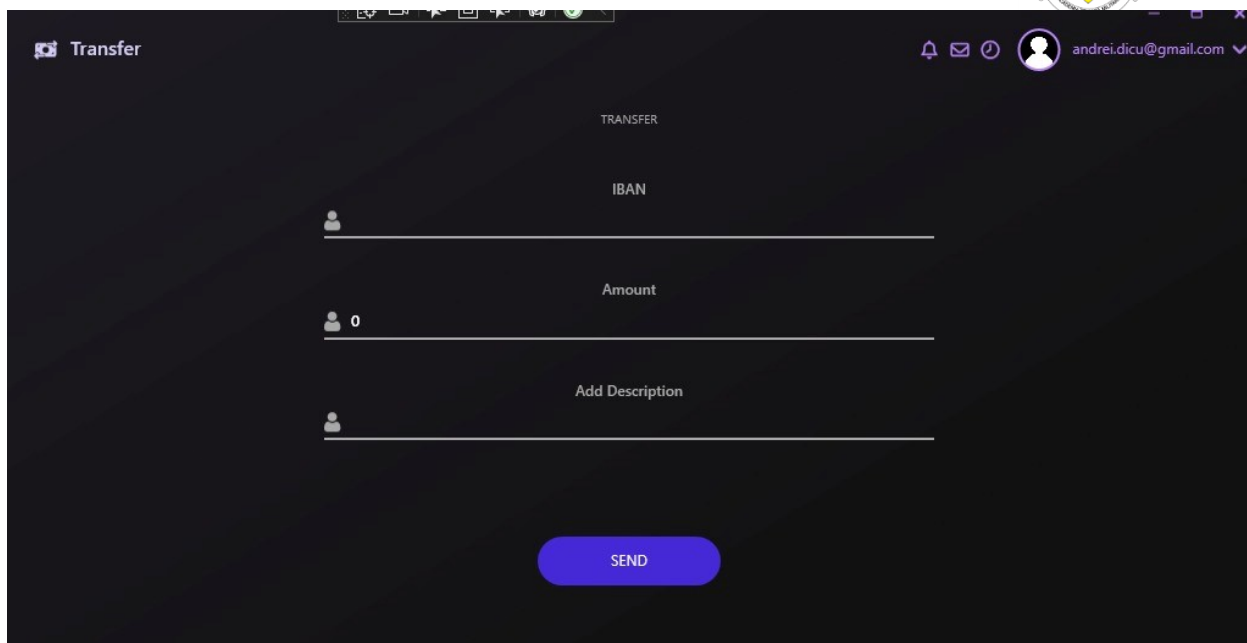 Transfer
andrei.dicu@gmail.com
TRANSFER
IBAN
Amount
0
Add Description
SEND